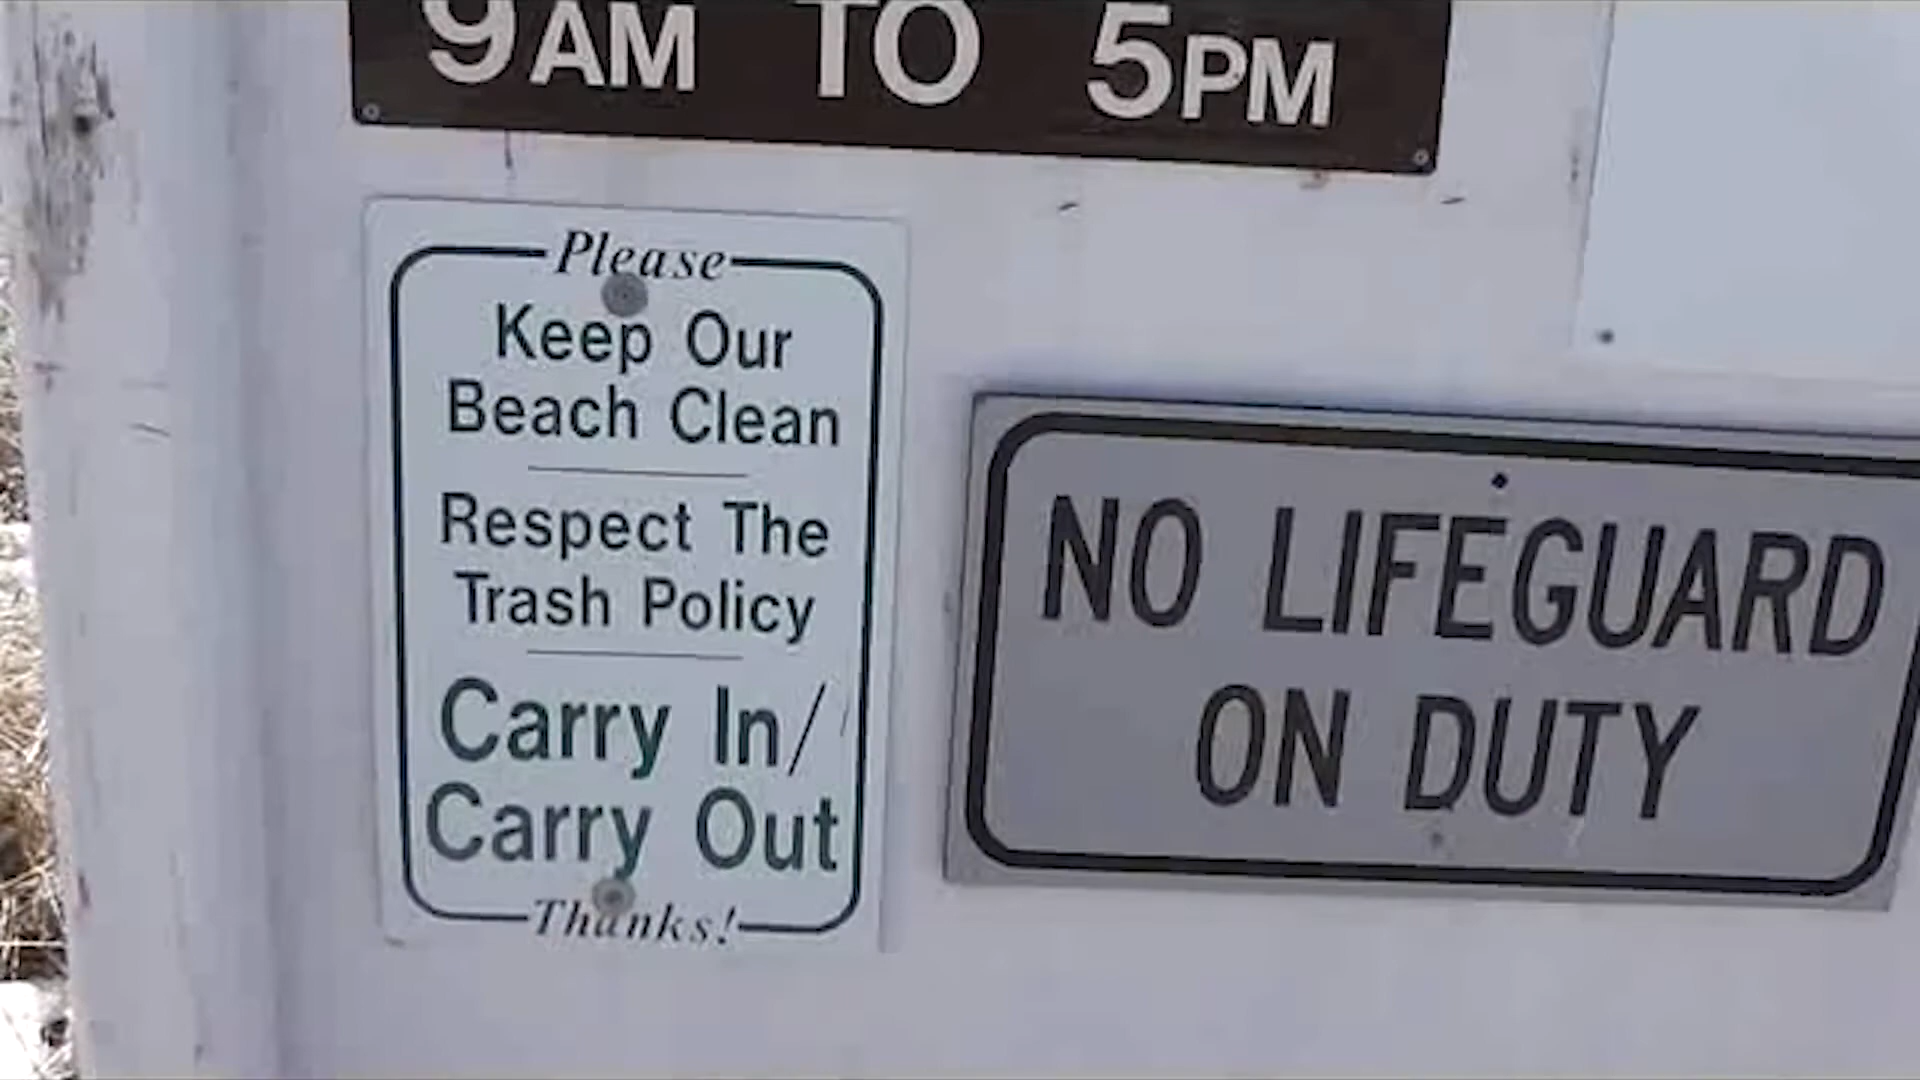 9AM TO 5PM
Please
Keep Our
Beach Clean
Respect The
Trash Policy
Carry In/
Carry Out
Thanks!
NO LIFEGUARD
ON DUTY